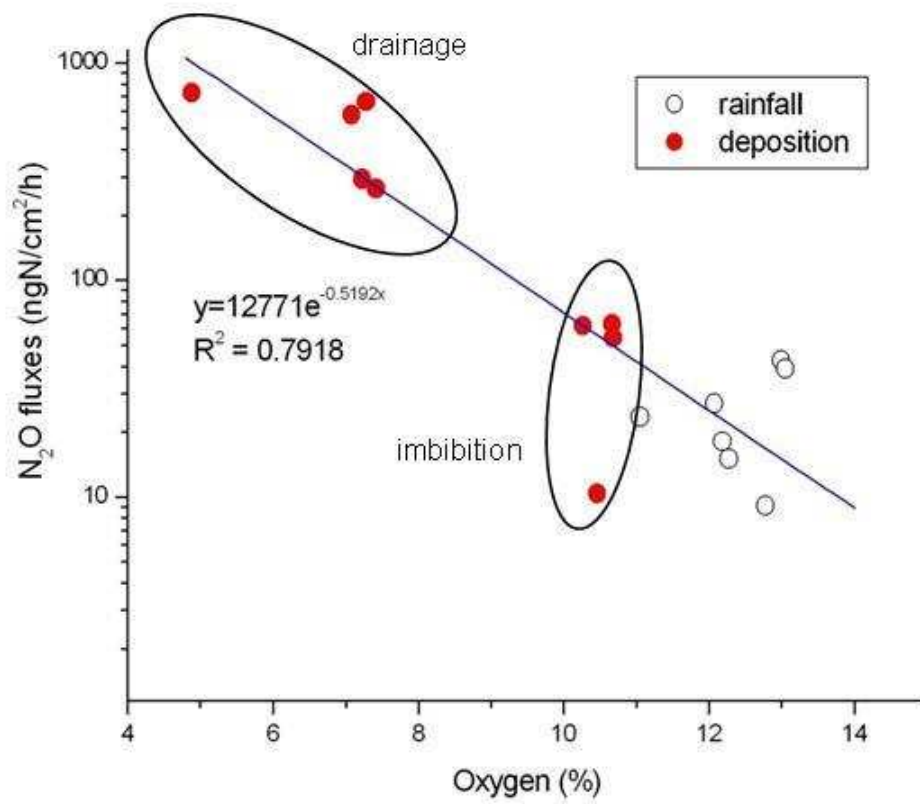 drainage
1000
rainfall
deposition
100
y=12771e^-0.5192x
R² = 0.7918
imbibition
10
N₂O fluxes (ngN/cm²/h)
4
6
8
10
12
14
Oxygen (%)